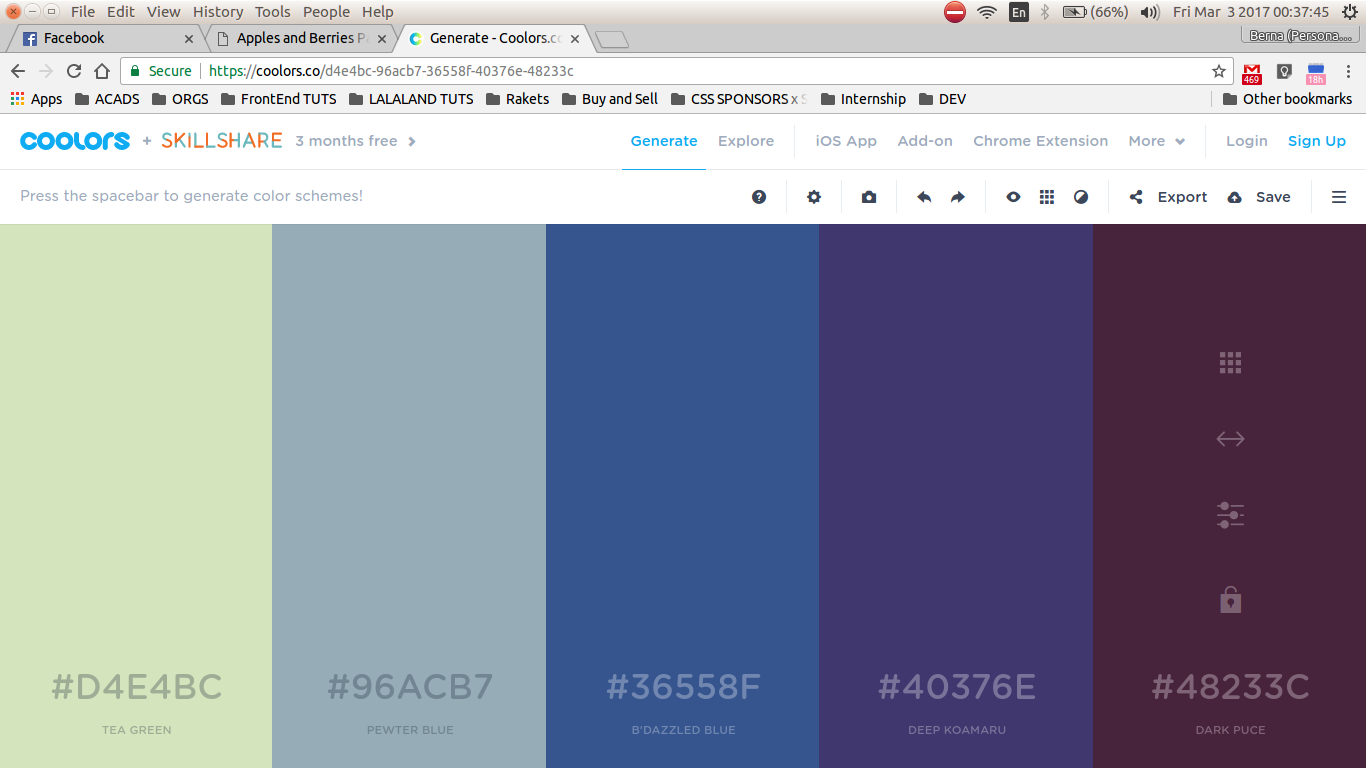 File Edit View History Tools People Help
En (66%) Fri Mar 3 2017 00:37:45
Facebook Apples and Berries Generate - Coolors.co Berna (Persona...
Secure https://coolors.co/d4e4bc-96acb7-36558f-40376e-48233c 469 18h
Apps ACADS ORGS FrontEnd TUTS LALALAND TUTS Rakets Buy and Sell CSS SPONSORS x Internship DEV Other bookmarks
coolors + SKILLSHARE 3 months free Generate Explore iOS App Add-on Chrome Extension More Login Sign Up
Press the spacebar to generate color schemes! Export Save
#D4E4BC #96ACB7 #36558F #40376E #48233C
TEA GREEN PEWTER BLUE B'DAZZLED BLUE DEEP KOAMARU DARK PUCE